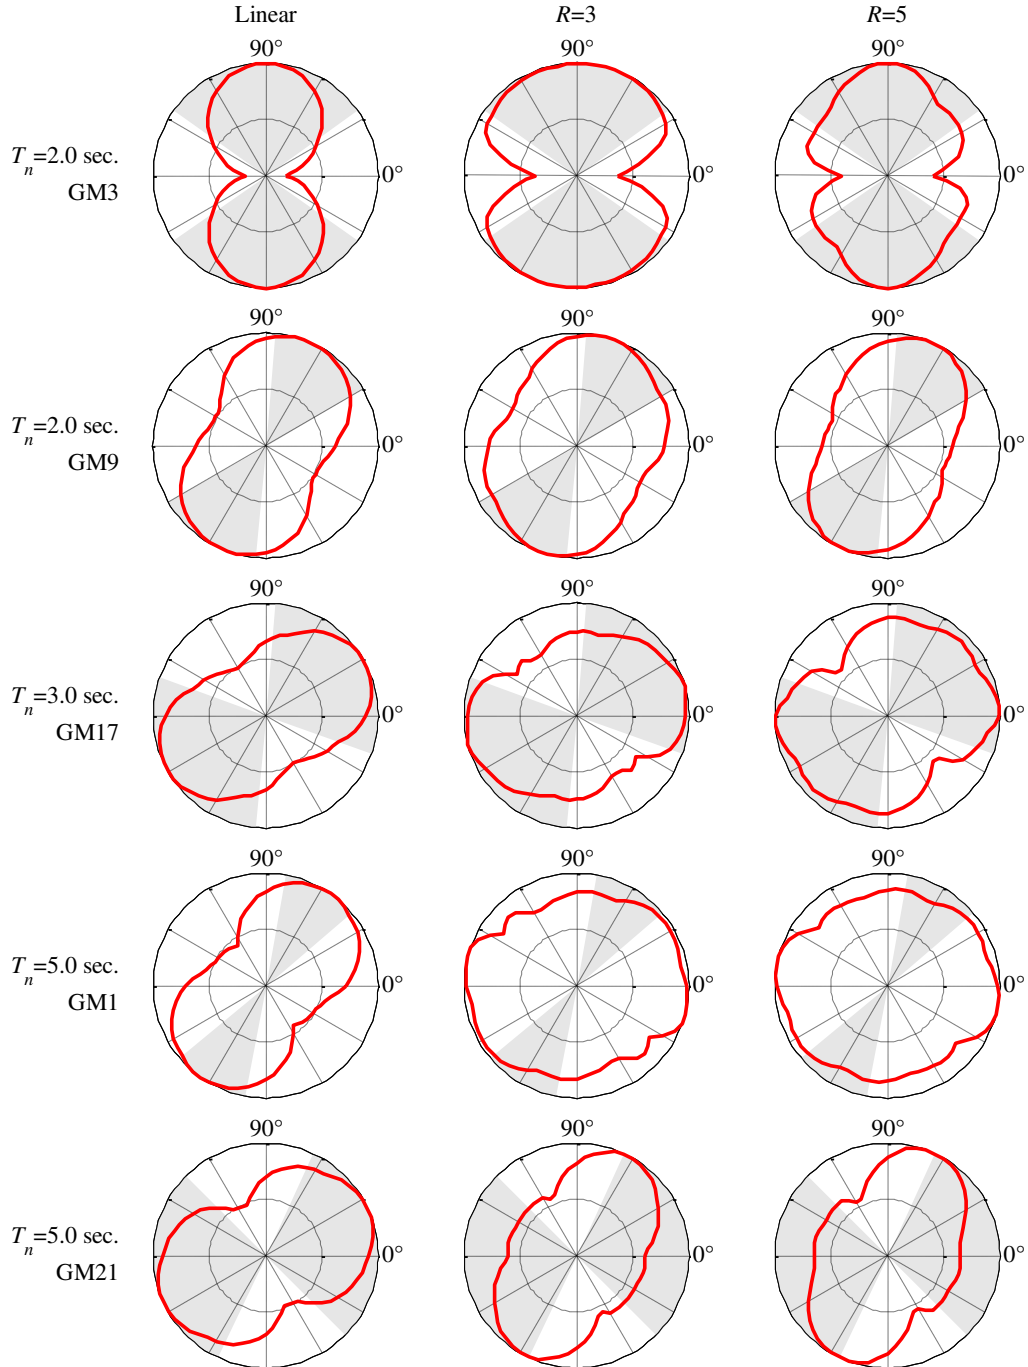 Linear R=3 R=5
90° 90° 90°
Tn=2.0 sec. 0° 0° 0°
GM3
90° 90° 90°
Tn=2.0 sec. 0° 0° 0°
GM9
90° 90° 90°
Tn=3.0 sec. 0° 0° 0°
GM17
90° 90° 90°
Tn=5.0 sec. 0° 0° 0°
GM1
90° 90° 90°
Tn=5.0 sec. 0° 0° 0°
GM21